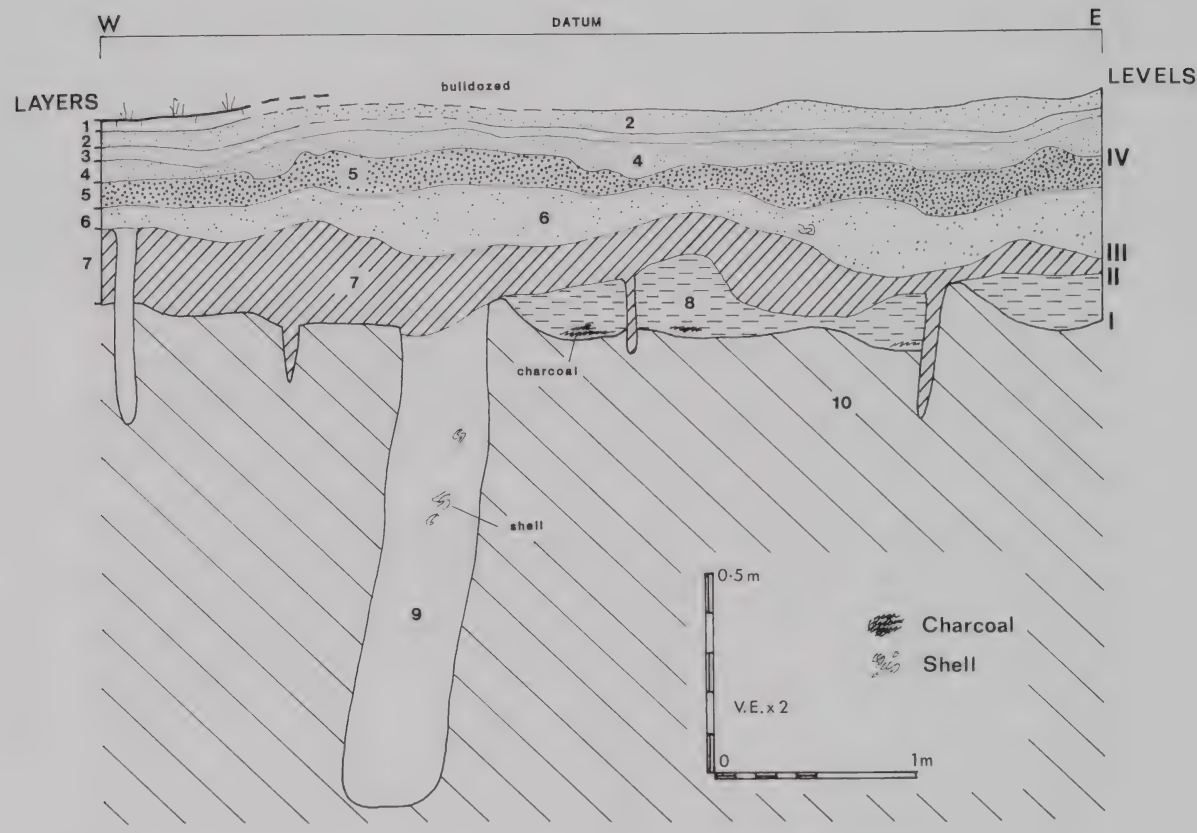 W
DATUM
E
LAYERS
bulldozed
LEVELS
1
2
2
3
4
4
5
5
6
6
7
7
8
IV
III
II
I
charcoal
10
shell
9
0·5m
Charcoal
Shell
V.E. x 2
0
1m